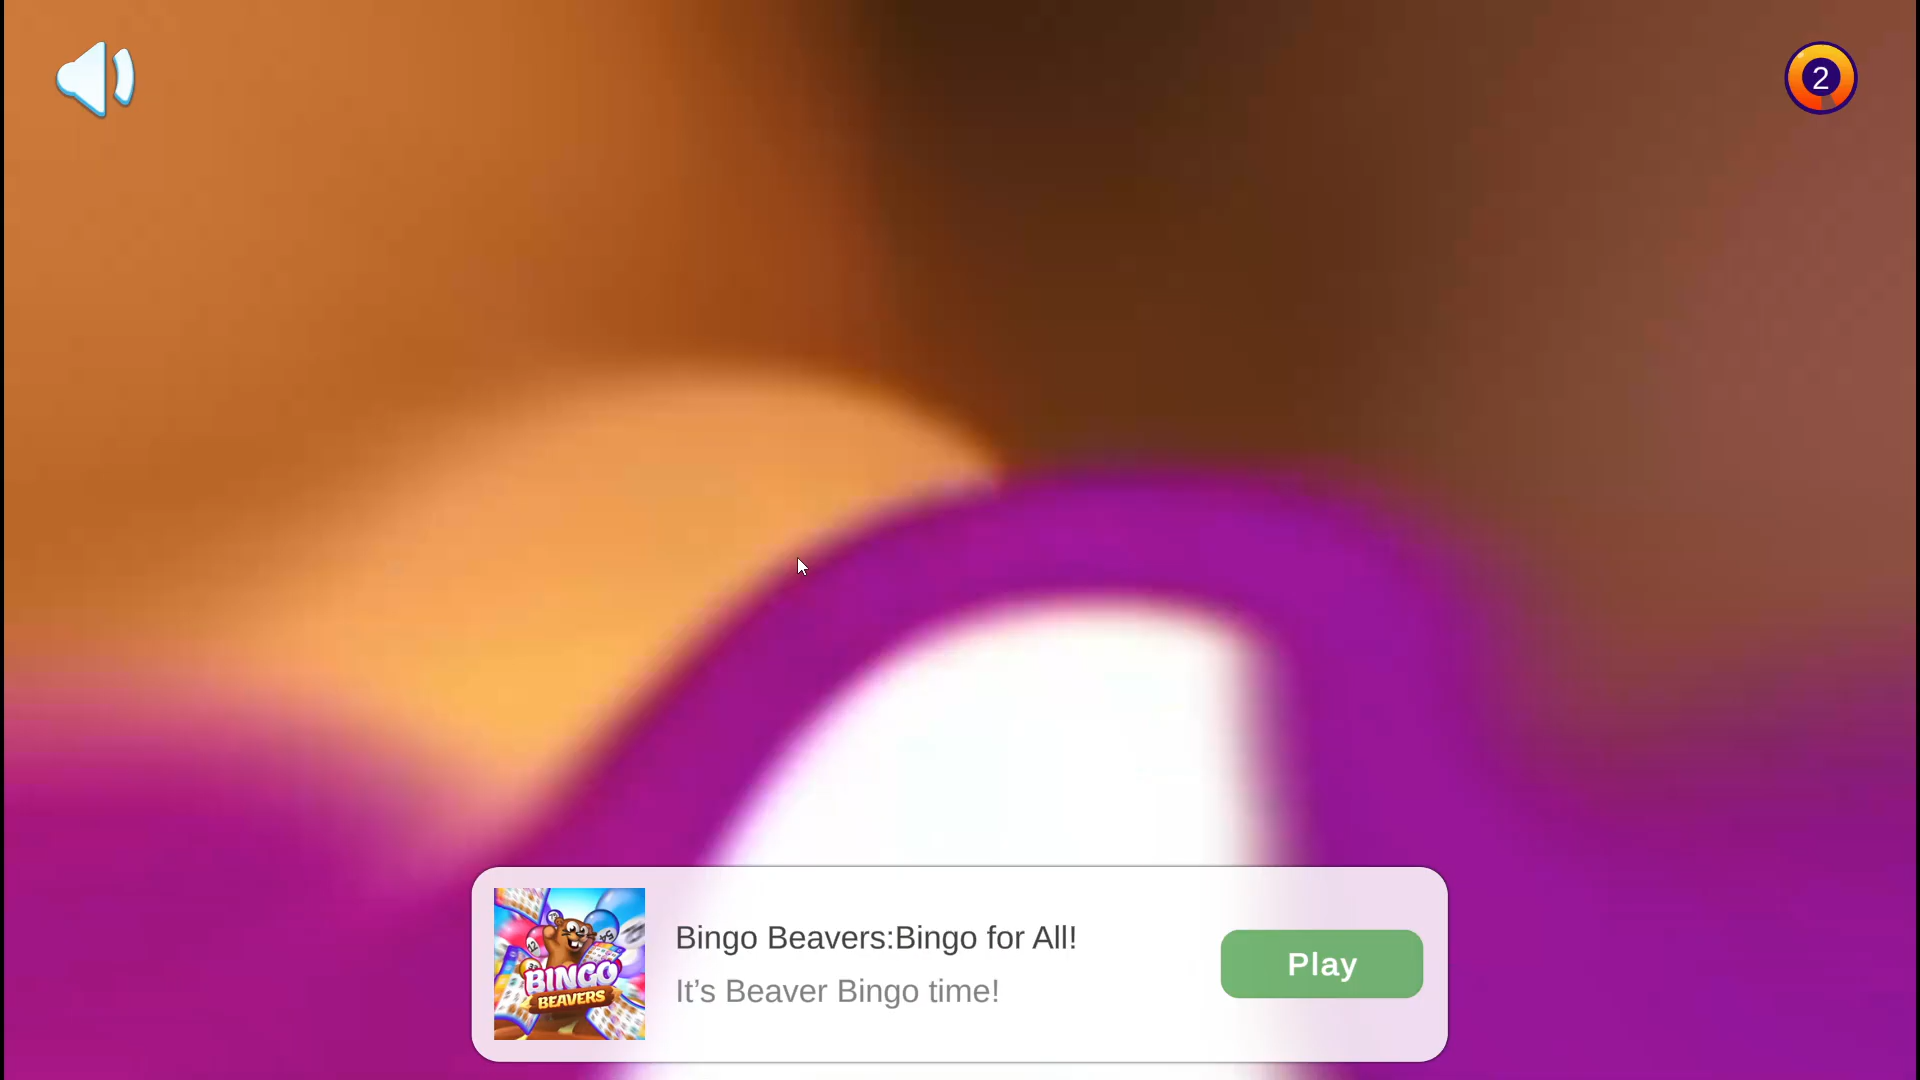 2
Bingo Beavers:Bingo for All!
It’s Beaver Bingo time!
Play
BINGO
BEAVERS